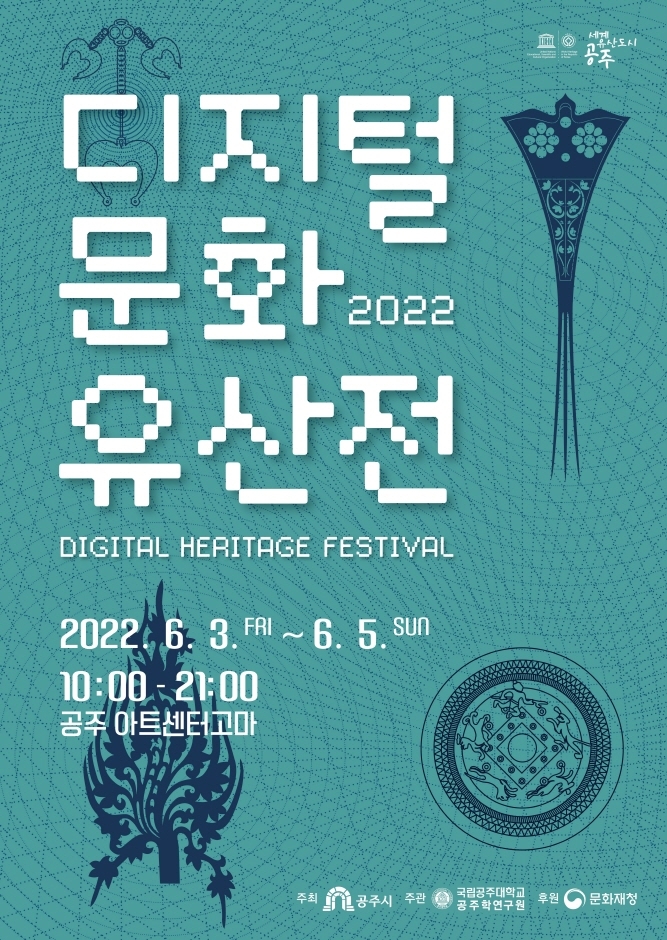 세계
유산도시
공주
디지털
문화
2022
유산전
DIGITAL HERITAGE FESTIVAL
2022. 6. 3. FRI ~ 6. 5. SUN
10:00 - 21:00
공주 아트센터고마
주최 공주시 주관 국립공주대학교 공주학연구원 후원 문화재청